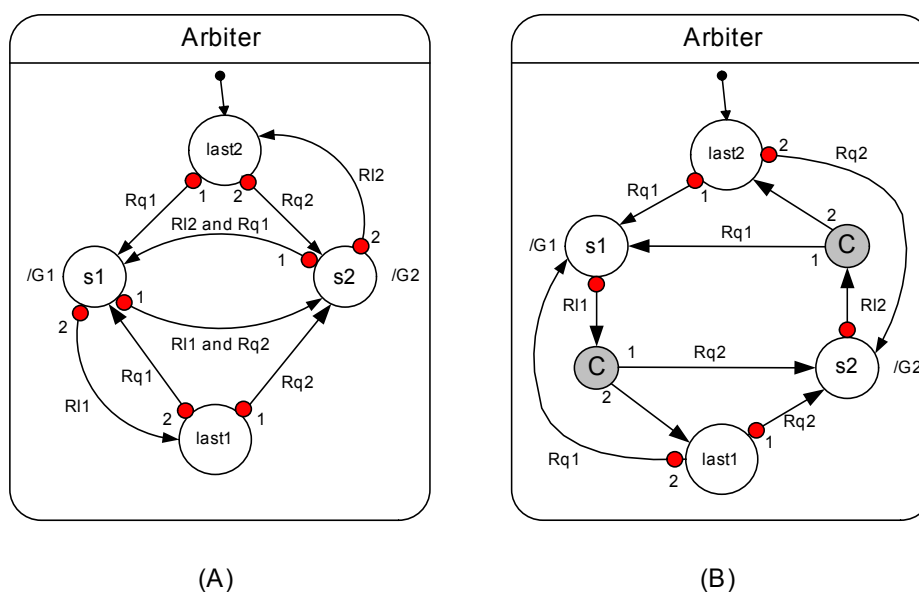 Arbiter
last2
1
2
Rq1
Rq2
Rl2
Rl2 and Rq1
1
2
/G1
s1
s2
/G2
1
2
Rl1 and Rq2
Rq1
Rq2
Rl1
2
1
last1
(A)
Arbiter
last2
2
Rq2
1
Rq1
2
/G1
s1
Rq1
1
C
Rl1
Rl2
C
1
2
Rq2
s2
/G2
Rq2
1
last1
Rq1
2
(B)